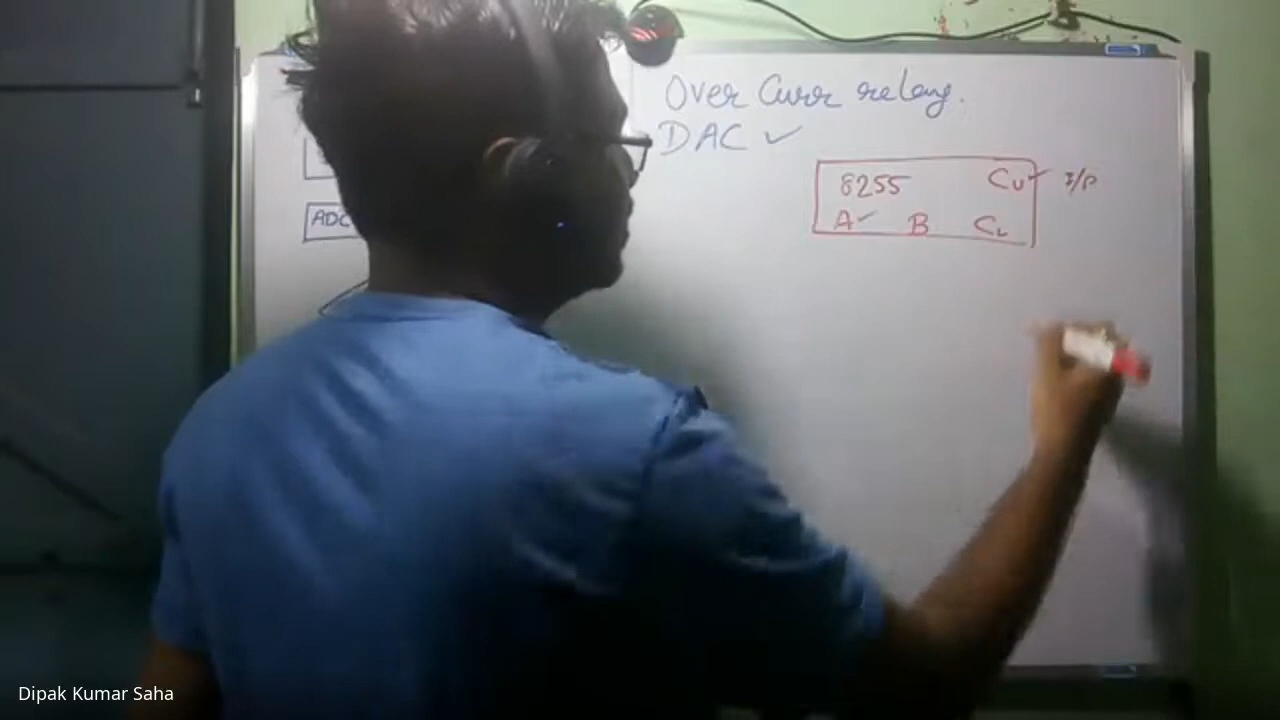 Over Curr relay.
DAC ✓
8255 Cu I/P
A ✓ B CL
ADC
Dipak Kumar Saha